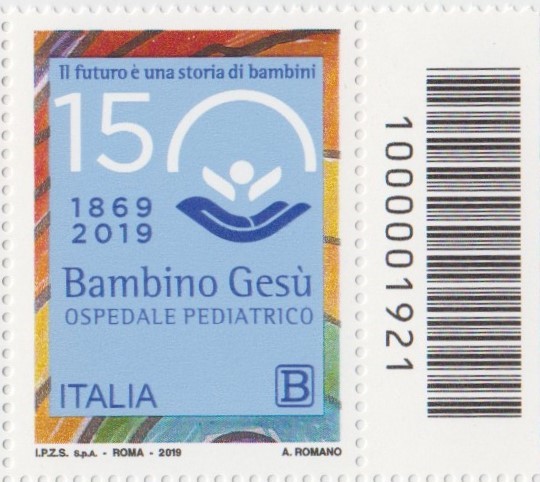 Il futuro è una storia di bambini
150
1869
2019
Bambino Gesù
OSPEDALE PEDIATRICO
ITALIA B
I.P.Z.S. S.p.A. - ROMA - 2019 A. ROMANO
1000001921